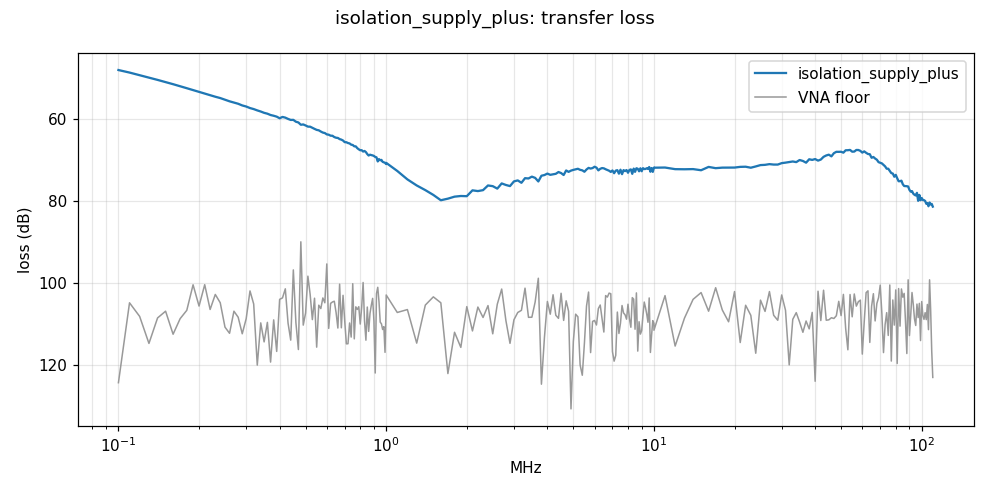 isolation_supply_plus: transfer loss
isolation_supply_plus
VNA floor
loss (dB)
60
80
100
120
10⁻¹
10⁰
10¹
10²
MHz